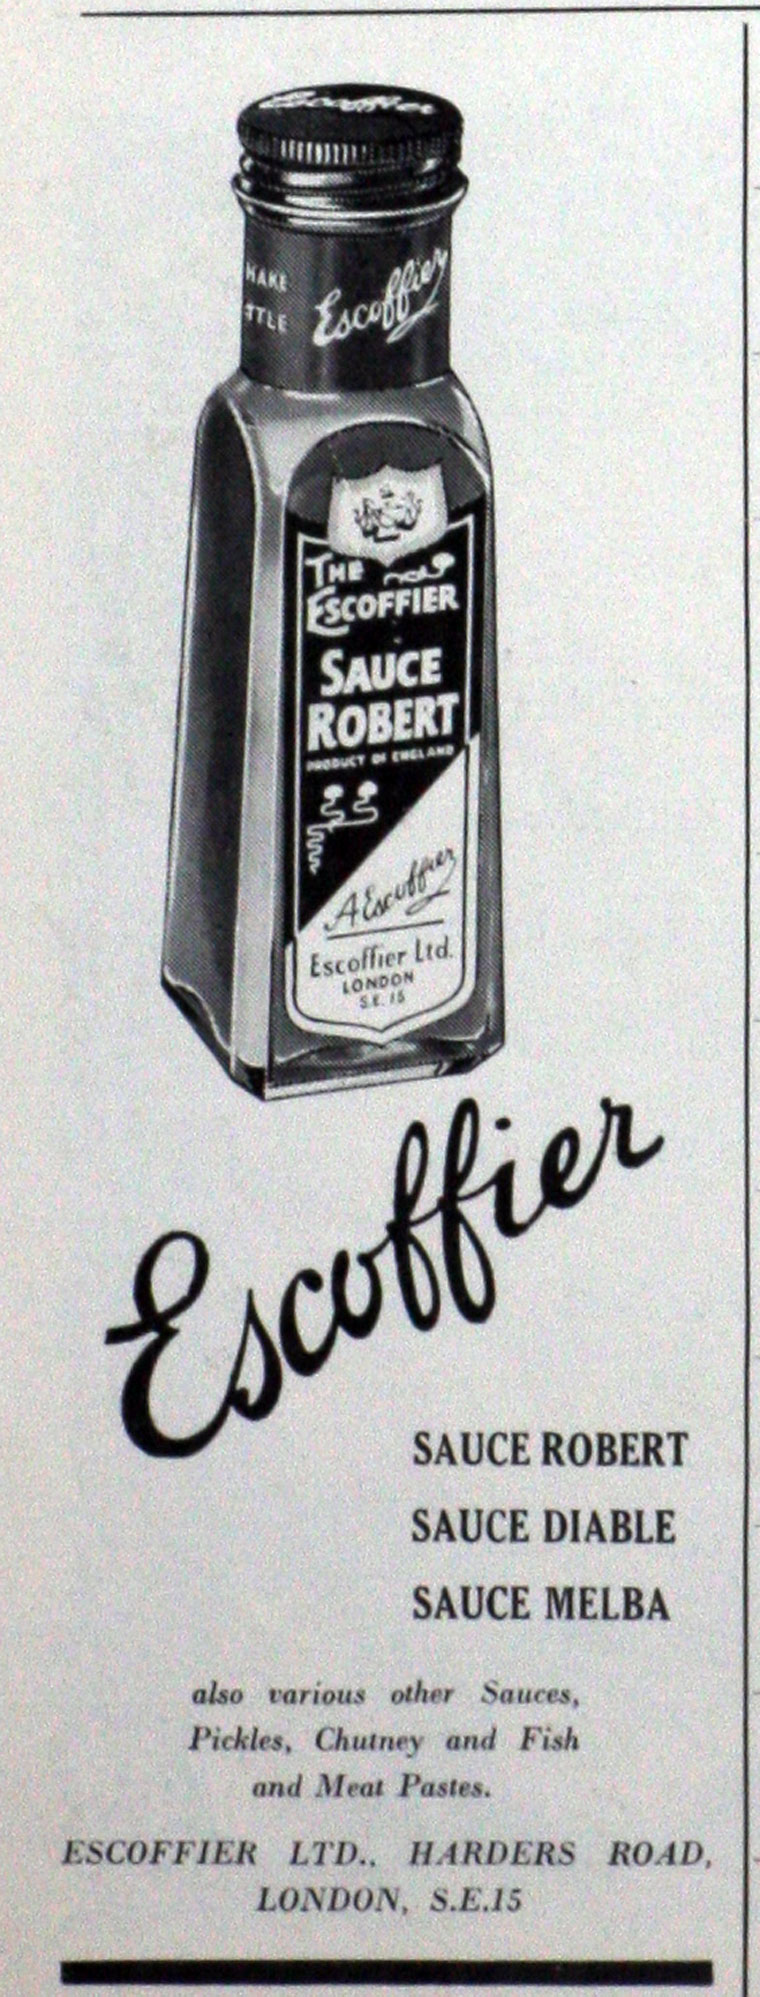 Escoffier
Escoffier
THE
ESCOFFIER
SAUCE
ROBERT
PRODUCT OF ENGLAND
A Escoffier
Escoffier Ltd.
LONDON
S.E. 15
Escoffier
SAUCE ROBERT
SAUCE DIABLE
SAUCE MELBA
also various other Sauces,
Pickles, Chutney and Fish
and Meat Pastes.
ESCOFFIER LTD., HARDERS ROAD,
LONDON, S.E.15